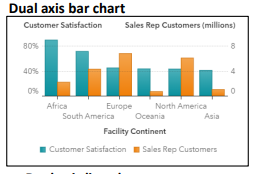 Dual axis bar chart
Customer Satisfaction Sales Rep Customers (millions)
80% 8
40% 4
0% 0
Africa Europe North America
South America Oceania Asia
Facility Continent
Customer Satisfaction Sales Rep Customers